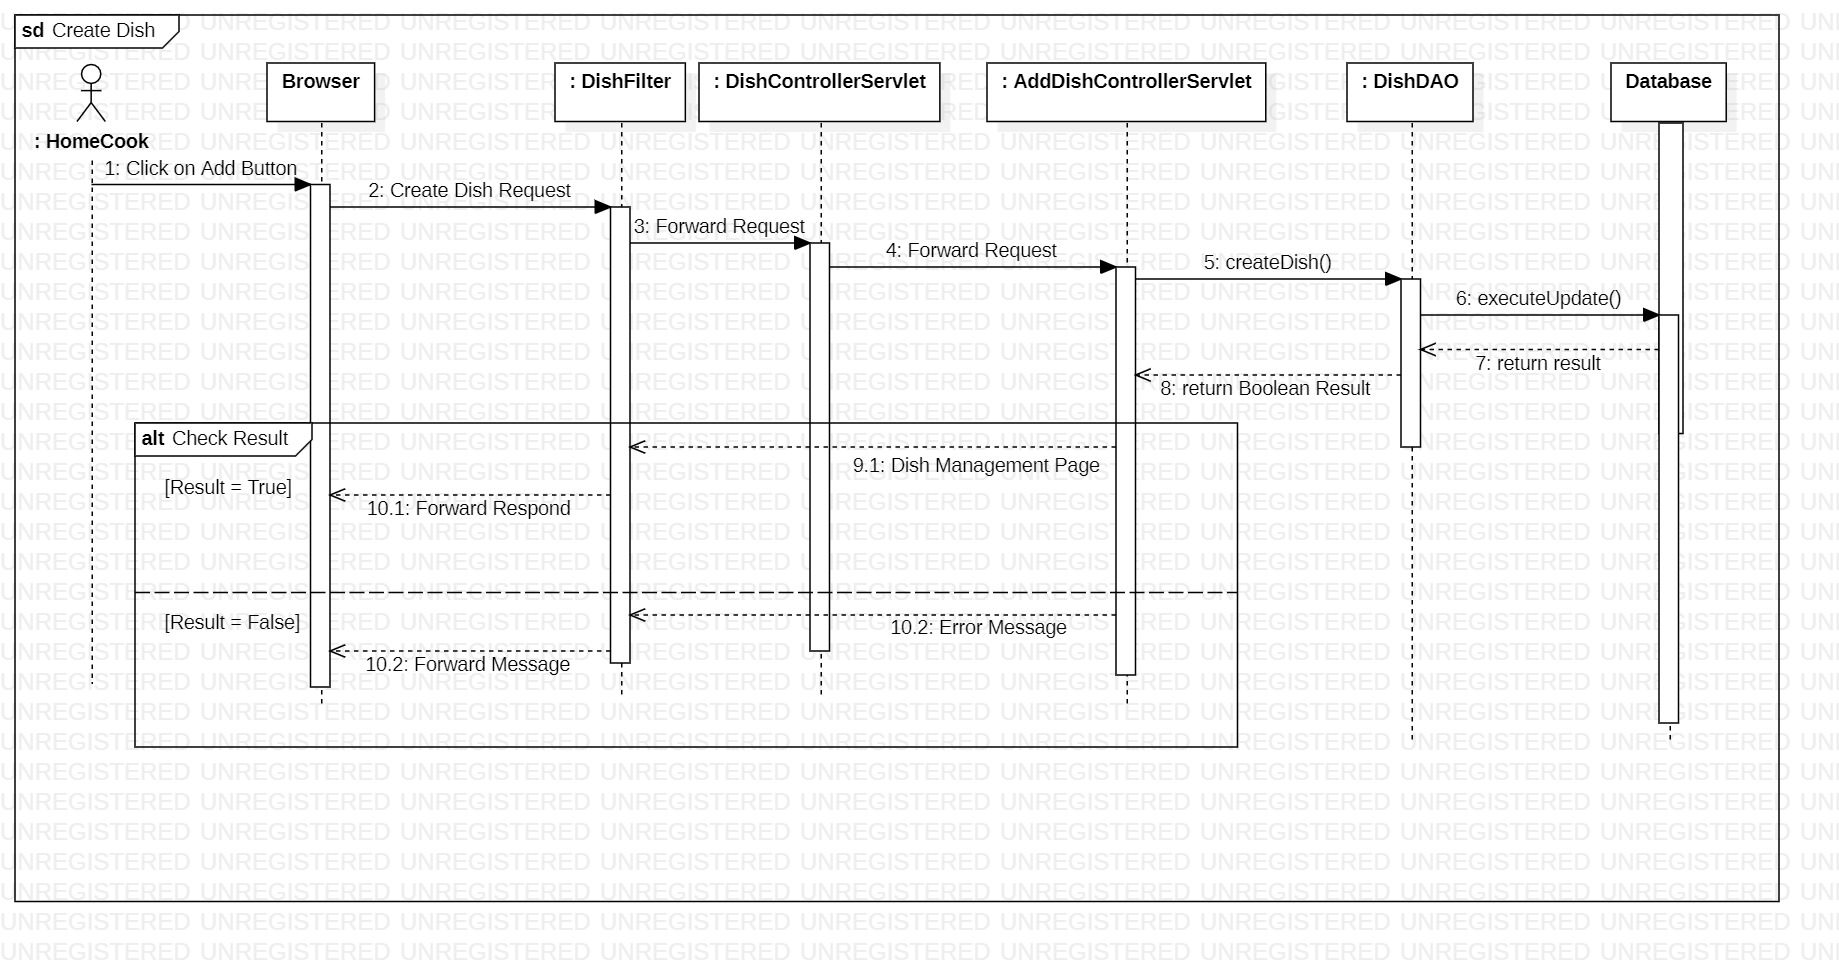 sd Create Dish
Browser
: DishFilter
: DishControllerServlet
: AddDishControllerServlet
: DishDAO
Database
: HomeCook
1: Click on Add Button
2: Create Dish Request
3: Forward Request
4: Forward Request
5: createDish()
6: executeUpdate()
7: return result
8: return Boolean Result
alt Check Result
9.1: Dish Management Page
[Result = True]
10.1: Forward Respond
[Result = False]
10.2: Error Message
10.2: Forward Message
UNREGISTERED